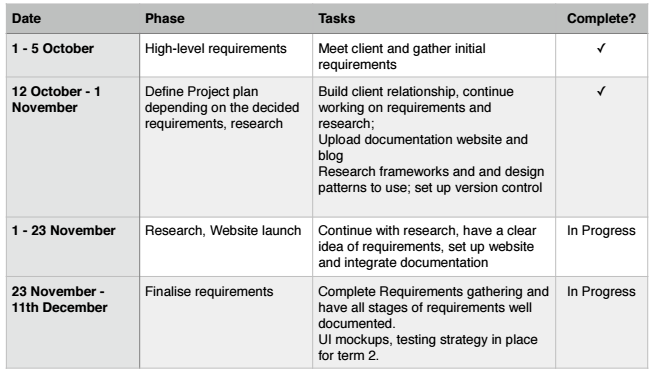 Date Phase Tasks Complete?
1 - 5 October High-level requirements Meet client and gather initial ✓
requirements
12 October - 1 Define Project plan Build client relationship, continue ✓
November depending on the decided working on requirements and
requirements, research research;
Upload documentation website and
blog
Research frameworks and and design
patterns to use; set up version control
1 - 23 November Research, Website launch Continue with research, have a clear In Progress
idea of requirements, set up website
and integrate documentation
23 November - Finalise requirements Complete Requirements gathering and In Progress
11th December have all stages of requirements well
documented.
UI mockups, testing strategy in place
for term 2.